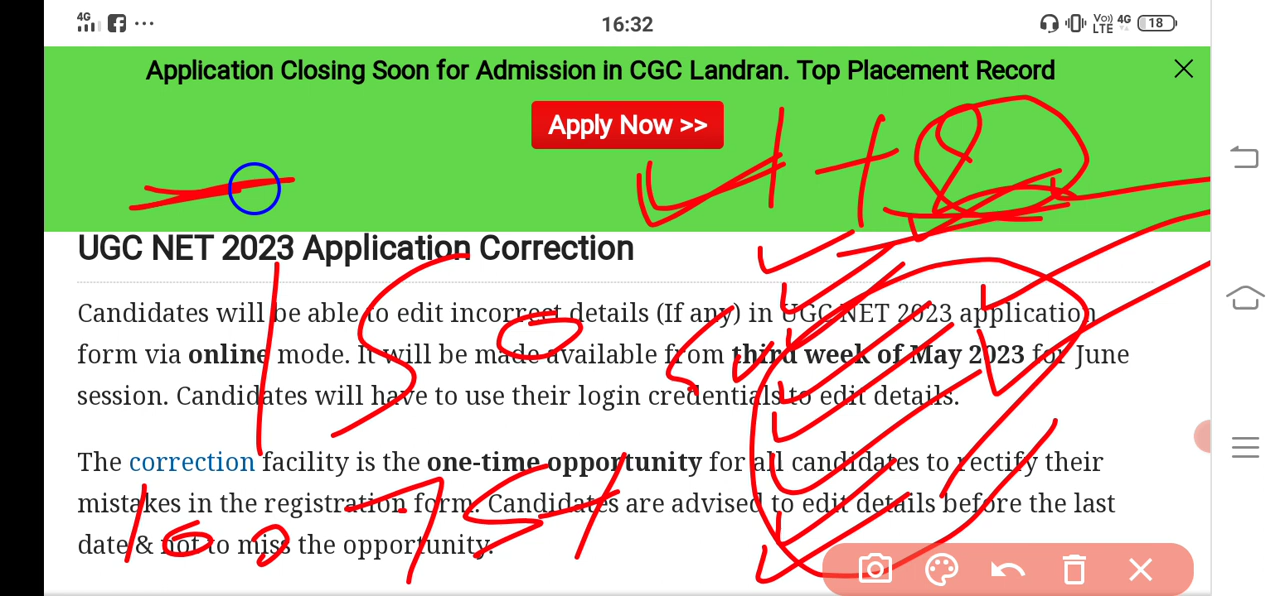 4G 16:32 Vo) LTE 4G 18
Application Closing Soon for Admission in CGC Landran. Top Placement Record
Apply Now >>
UGC NET 2023 Application Correction
Candidates will be able to edit incorrect details (If any) in UGC NET 2023 application
form via online mode. It will be made available from third week of May 2023 for June
session. Candidates will have to use their login credentials to edit details.
The correction facility is the one-time opportunity for all candidates to rectify their
mistakes in the registration form. Candidates are advised to edit details before the last
date & not to miss the opportunity.